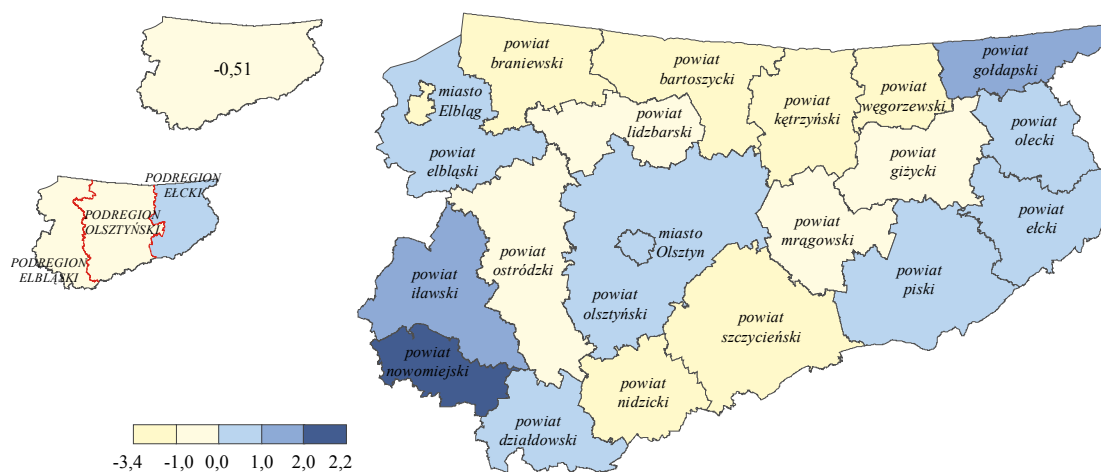 -0,51
PODREGION
EŁCKI
PODREGION
OLSZTYŃSKI
PODREGION
ELBLĄSKI
powiat
braniewski
powiat
bartoszycki
powiat
gołdapski
miasto
Elbląg
powiat
lidzbarski
powiat
kętrzyński
powiat
węgorzewski
powiat
olecki
powiat
elbląski
powiat
giżycki
powiat
ełcki
powiat
mrągowski
miasto
Olsztyn
powiat
ostródzki
powiat
iławski
powiat
olsztyński
powiat
piski
powiat
szczycieński
powiat
nowomiejski
powiat
nidzicki
powiat
działdowski
-3,4 -1,0 0,0 1,0 2,0 2,2